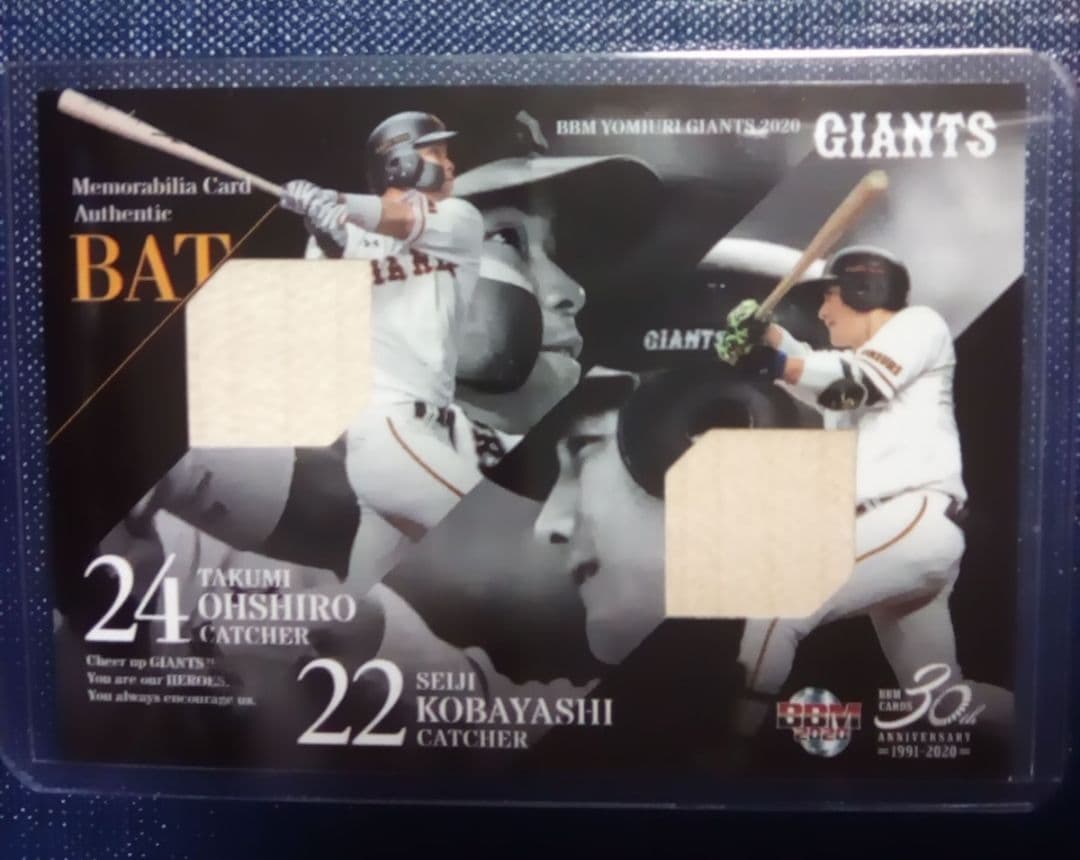 BBM YOMIURI GIANTS 2020
GIANTS
Memorabilia Card
Authentic
BAT
GIANTS
24
TAKUMI
OHSHIRO
CATCHER
Cheer up GIANTS!!
You are our HEROES.
You always encourage us.
22
SEIJI
KOBAYASHI
CATCHER
BBM
2020
BBM
CARDS
30th
ANNIVERSARY
1991-2020